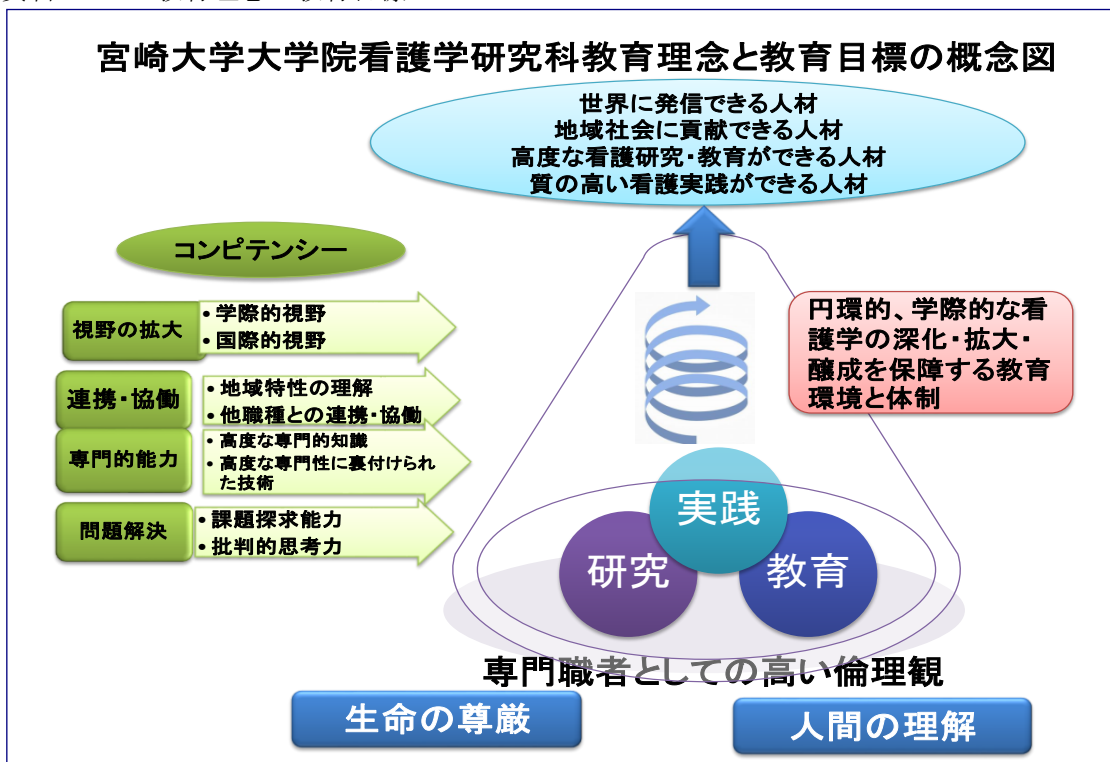 宮崎大学大学院看護学研究科教育理念と教育目標の概念図
世界に発信できる人材
地域社会に貢献できる人材
高度な看護研究・教育ができる人材
質の高い看護実践ができる人材
コンピテンシー
視野の拡大
・学際的視野
・国際的視野
連携・協働
・地域特性の理解
・他職種との連携・協働
専門的能力
・高度な専門的知識
・高度な専門性に裏付けられ
た技術
問題解決
・課題探求能力
・批判的思考力
円環的、学際的な看
護学の深化・拡大・
醸成を保障する教育
環境と体制
実践
研究
教育
専門職者としての高い倫理観
生命の尊厳
人間の理解